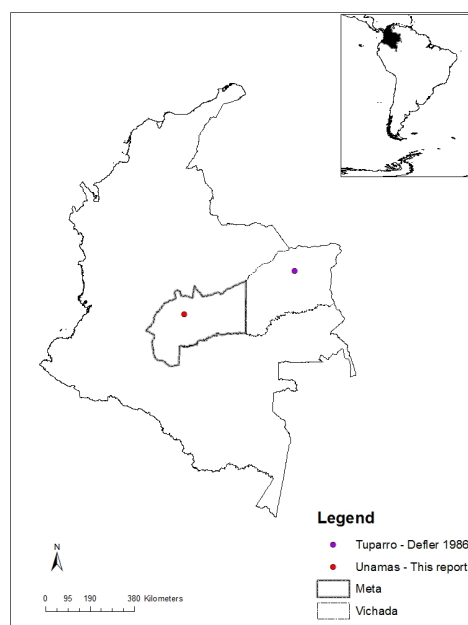 Legend
Tuparro - Defler 1986
Unamas - This report
Meta
Vichada
N
0 95 190 380 Kilometers